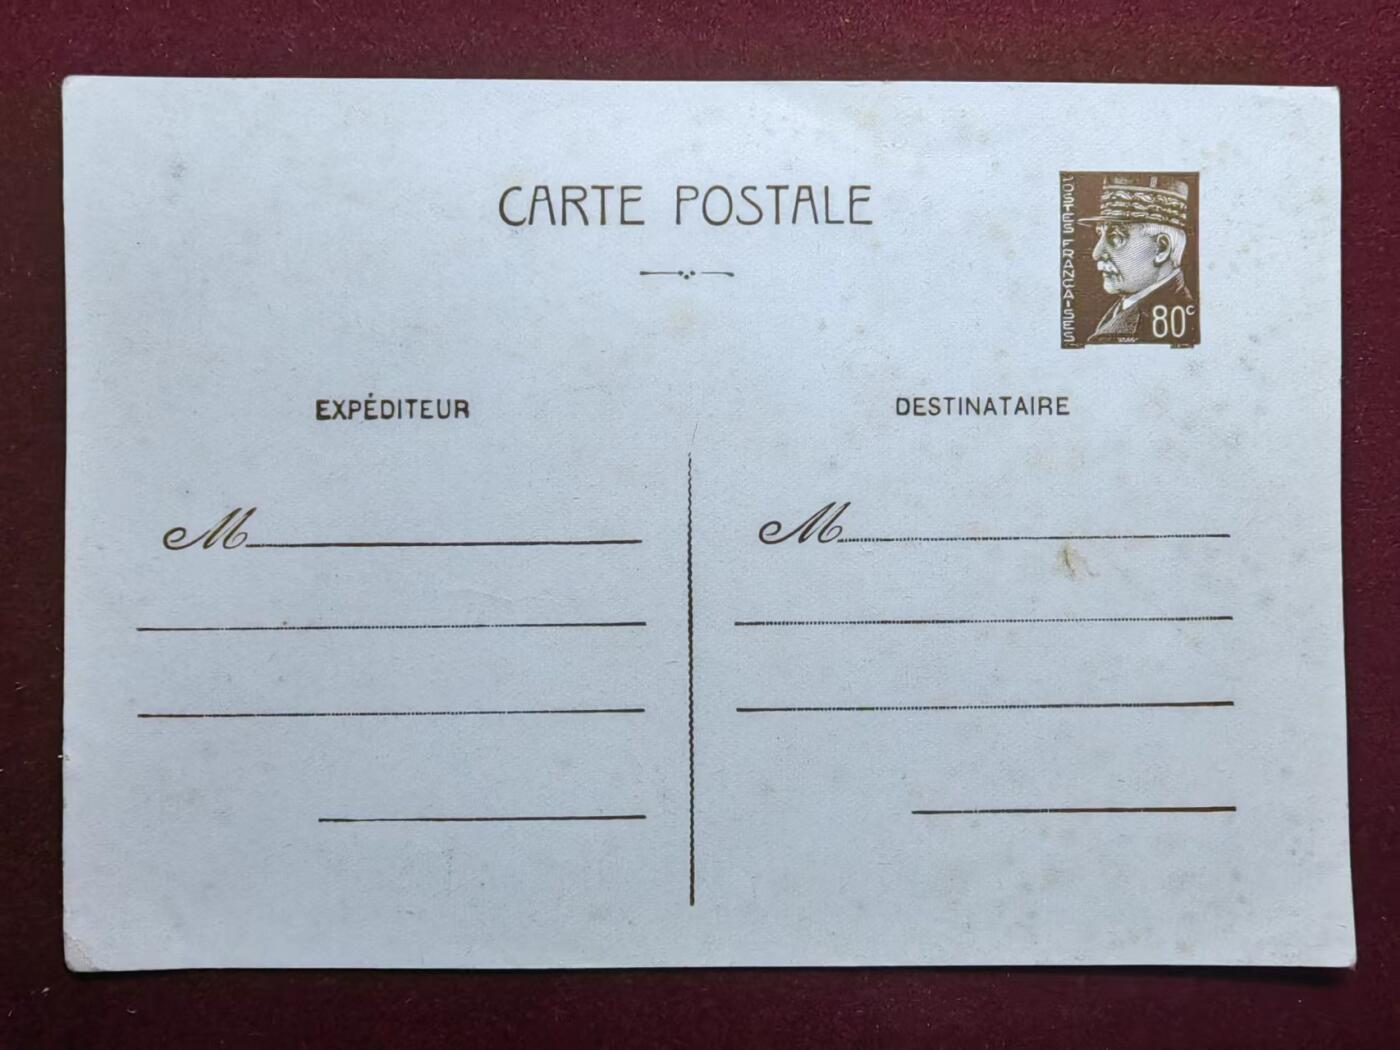 CARTE POSTALE
POSTES FRANÇAISES
80c
EXPÉDITEUR
DESTINATAIRE
M
M